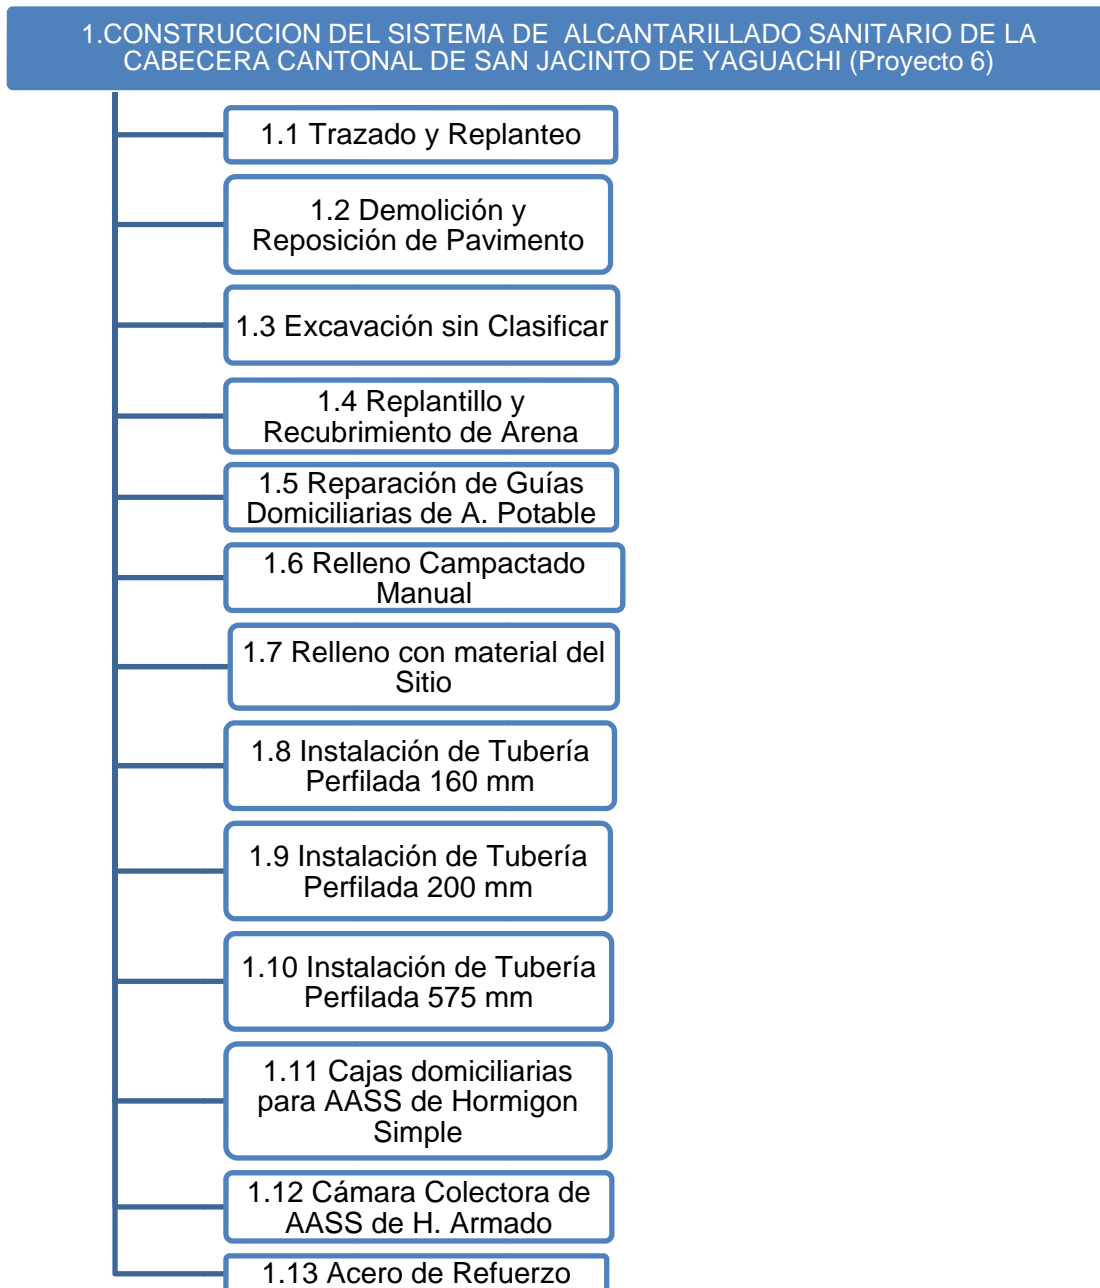 1.CONSTRUCCION DEL SISTEMA DE  ALCANTARILLADO SANITARIO DE LA
CABECERA CANTONAL DE SAN JACINTO DE YAGUACHI (Proyecto 6)
1.1 Trazado y Replanteo
1.2 Demolición y
Reposición de Pavimento
1.3 Excavación sin Clasificar
1.4 Replantillo y
Recubrimiento de Arena
1.5 Reparación de Guías
Domiciliarias de A. Potable
1.6 Relleno Campactado
Manual
1.7 Relleno con material del
Sitio
1.8 Instalación de Tubería
Perfilada 160 mm
1.9 Instalación de Tubería
Perfilada 200 mm
1.10 Instalación de Tubería
Perfilada 575 mm
1.11 Cajas domiciliarias
para AASS de Hormigon
Simple
1.12 Cámara Colectora de
AASS de H. Armado
1.13 Acero de Refuerzo